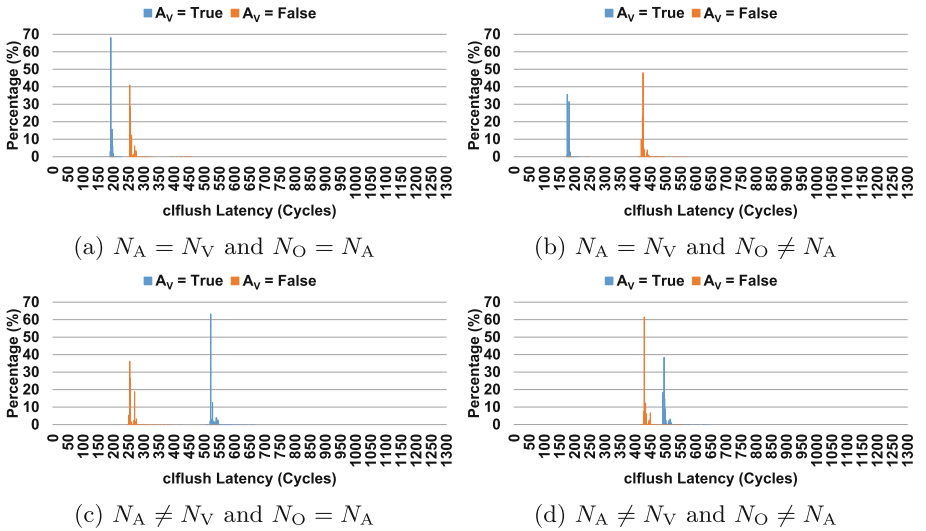 A_V = True A_V = False
Percentage (%)
70
60
50
40
30
20
10
0
0 50 100 150 200 250 300 350 400 450 500 550 600 650 700 750 800 850 900 950 1000 1050 1100 1150 1200 1250 1300
clflush Latency (Cycles)
(a) N_A = N_V and N_O = N_A
A_V = True A_V = False
Percentage (%)
70
60
50
40
30
20
10
0
0 50 100 150 200 250 300 350 400 450 500 550 600 650 700 750 800 850 900 950 1000 1050 1100 1150 1200 1250 1300
clflush Latency (Cycles)
(b) N_A = N_V and N_O ≠ N_A
A_V = True A_V = False
Percentage (%)
70
60
50
40
30
20
10
0
0 50 100 150 200 250 300 350 400 450 500 550 600 650 700 750 800 850 900 950 1000 1050 1100 1150 1200 1250 1300
clflush Latency (Cycles)
(c) N_A ≠ N_V and N_O = N_A
A_V = True A_V = False
Percentage (%)
70
60
50
40
30
20
10
0
0 50 100 150 200 250 300 350 400 450 500 550 600 650 700 750 800 850 900 950 1000 1050 1100 1150 1200 1250 1300
clflush Latency (Cycles)
(d) N_A ≠ N_V and N_O ≠ N_A